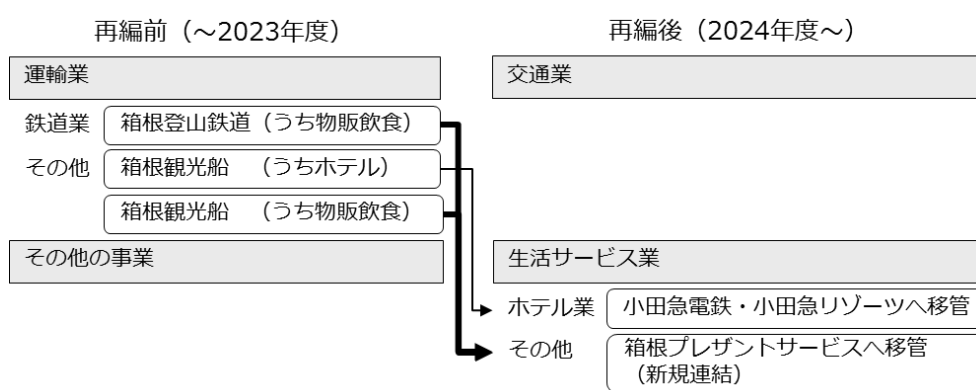 再編前（～2023年度）
運輸業
鉄道業 箱根登山鉄道（うち物販飲食）
その他 箱根観光船　（うちホテル）
箱根観光船　（うち物販飲食）
その他の事業
再編後（2024年度～）
交通業
生活サービス業
ホテル業 小田急電鉄・小田急リゾーツへ移管
その他 箱根プレザントサービスへ移管
（新規連結）